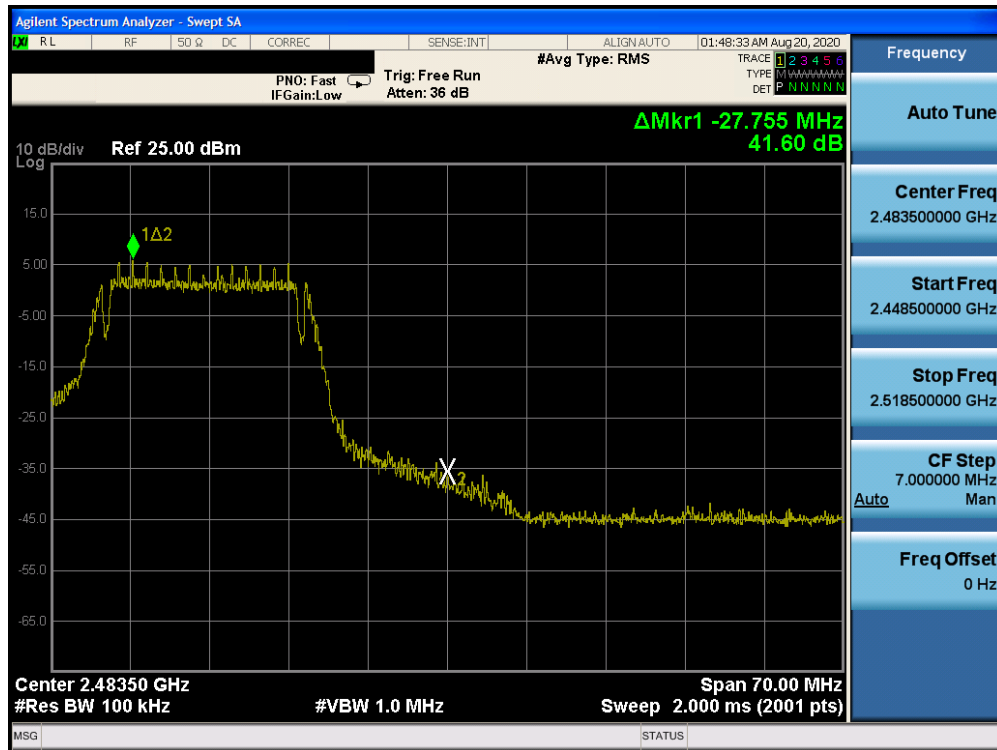 Agilent Spectrum Analyzer - Swept SA
LXI RL RF 50 Ω DC CORREC SENSE:INT ALIGN AUTO 01:48:33 AM Aug 20, 2020
Frequency
#Avg Type: RMS TRACE 1 2 3 4 5 6
PNO: Fast Trig: Free Run TYPE M WWWWW
IFGain:Low Atten: 36 dB DET P N N N N N
Auto Tune
ΔMkr1 -27.755 MHz
10 dB/div Ref 25.00 dBm 41.60 dB
Log
Center Freq
2.483500000 GHz
15.0
1Δ2
5.00
Start Freq
2.448500000 GHz
-5.00
-15.0
Stop Freq
2.518500000 GHz
-25.0
-35.0
2
CF Step
7.000000 MHz
Auto Man
-45.0
-55.0
Freq Offset
0 Hz
-65.0
Center 2.48350 GHz Span 70.00 MHz
#Res BW 100 kHz #VBW 1.0 MHz Sweep 2.000 ms (2001 pts)
MSG STATUS